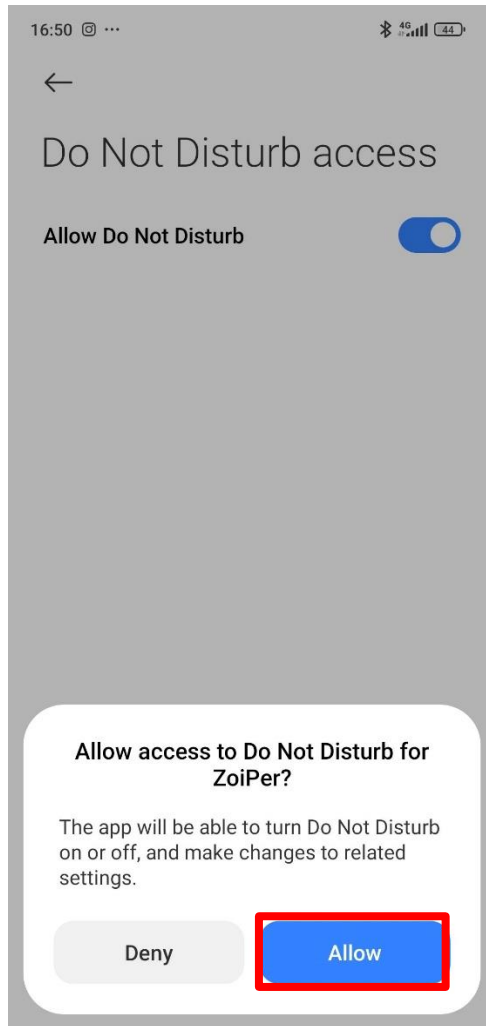 16:50 ... 4G 44
Do Not Disturb access
Allow Do Not Disturb
Allow access to Do Not Disturb for
ZoiPer?
The app will be able to turn Do Not Disturb
on or off, and make changes to related
settings.
Deny Allow